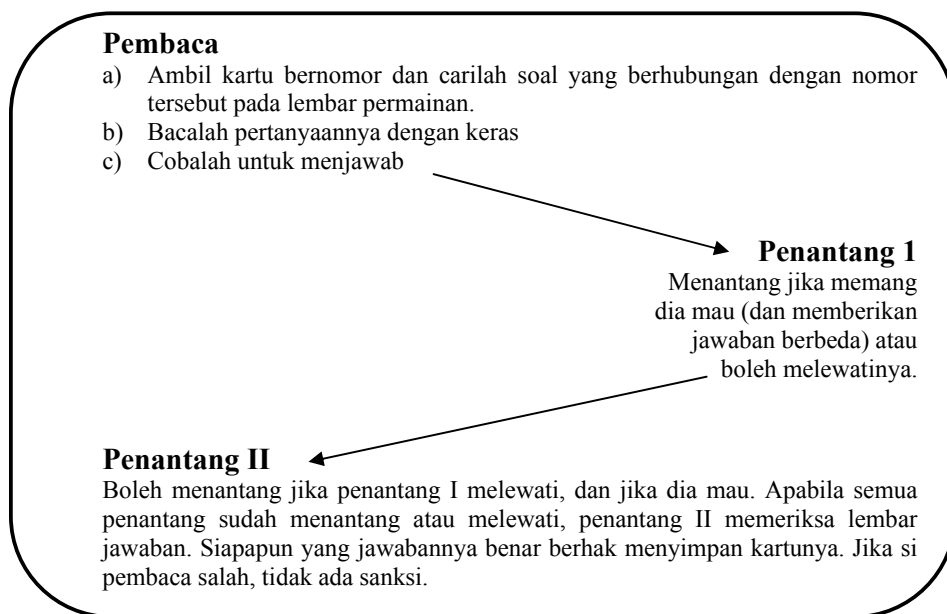 Pembaca
a) Ambil kartu bernomor dan carilah soal yang berhubungan dengan nomor
tersebut pada lembar permainan.
b) Bacalah pertanyaannya dengan keras
c) Cobalah untuk menjawab
Penantang 1
Menantang jika memang
dia mau (dan memberikan
jawaban berbeda) atau
boleh melewatinya.
Penantang II
Boleh menantang jika penantang I melewati, dan jika dia mau. Apabila semua
penantang sudah menantang atau melewati, penantang II memeriksa lembar
jawaban. Siapapun yang jawabannya benar berhak menyimpan kartunya. Jika si
pembaca salah, tidak ada sanksi.